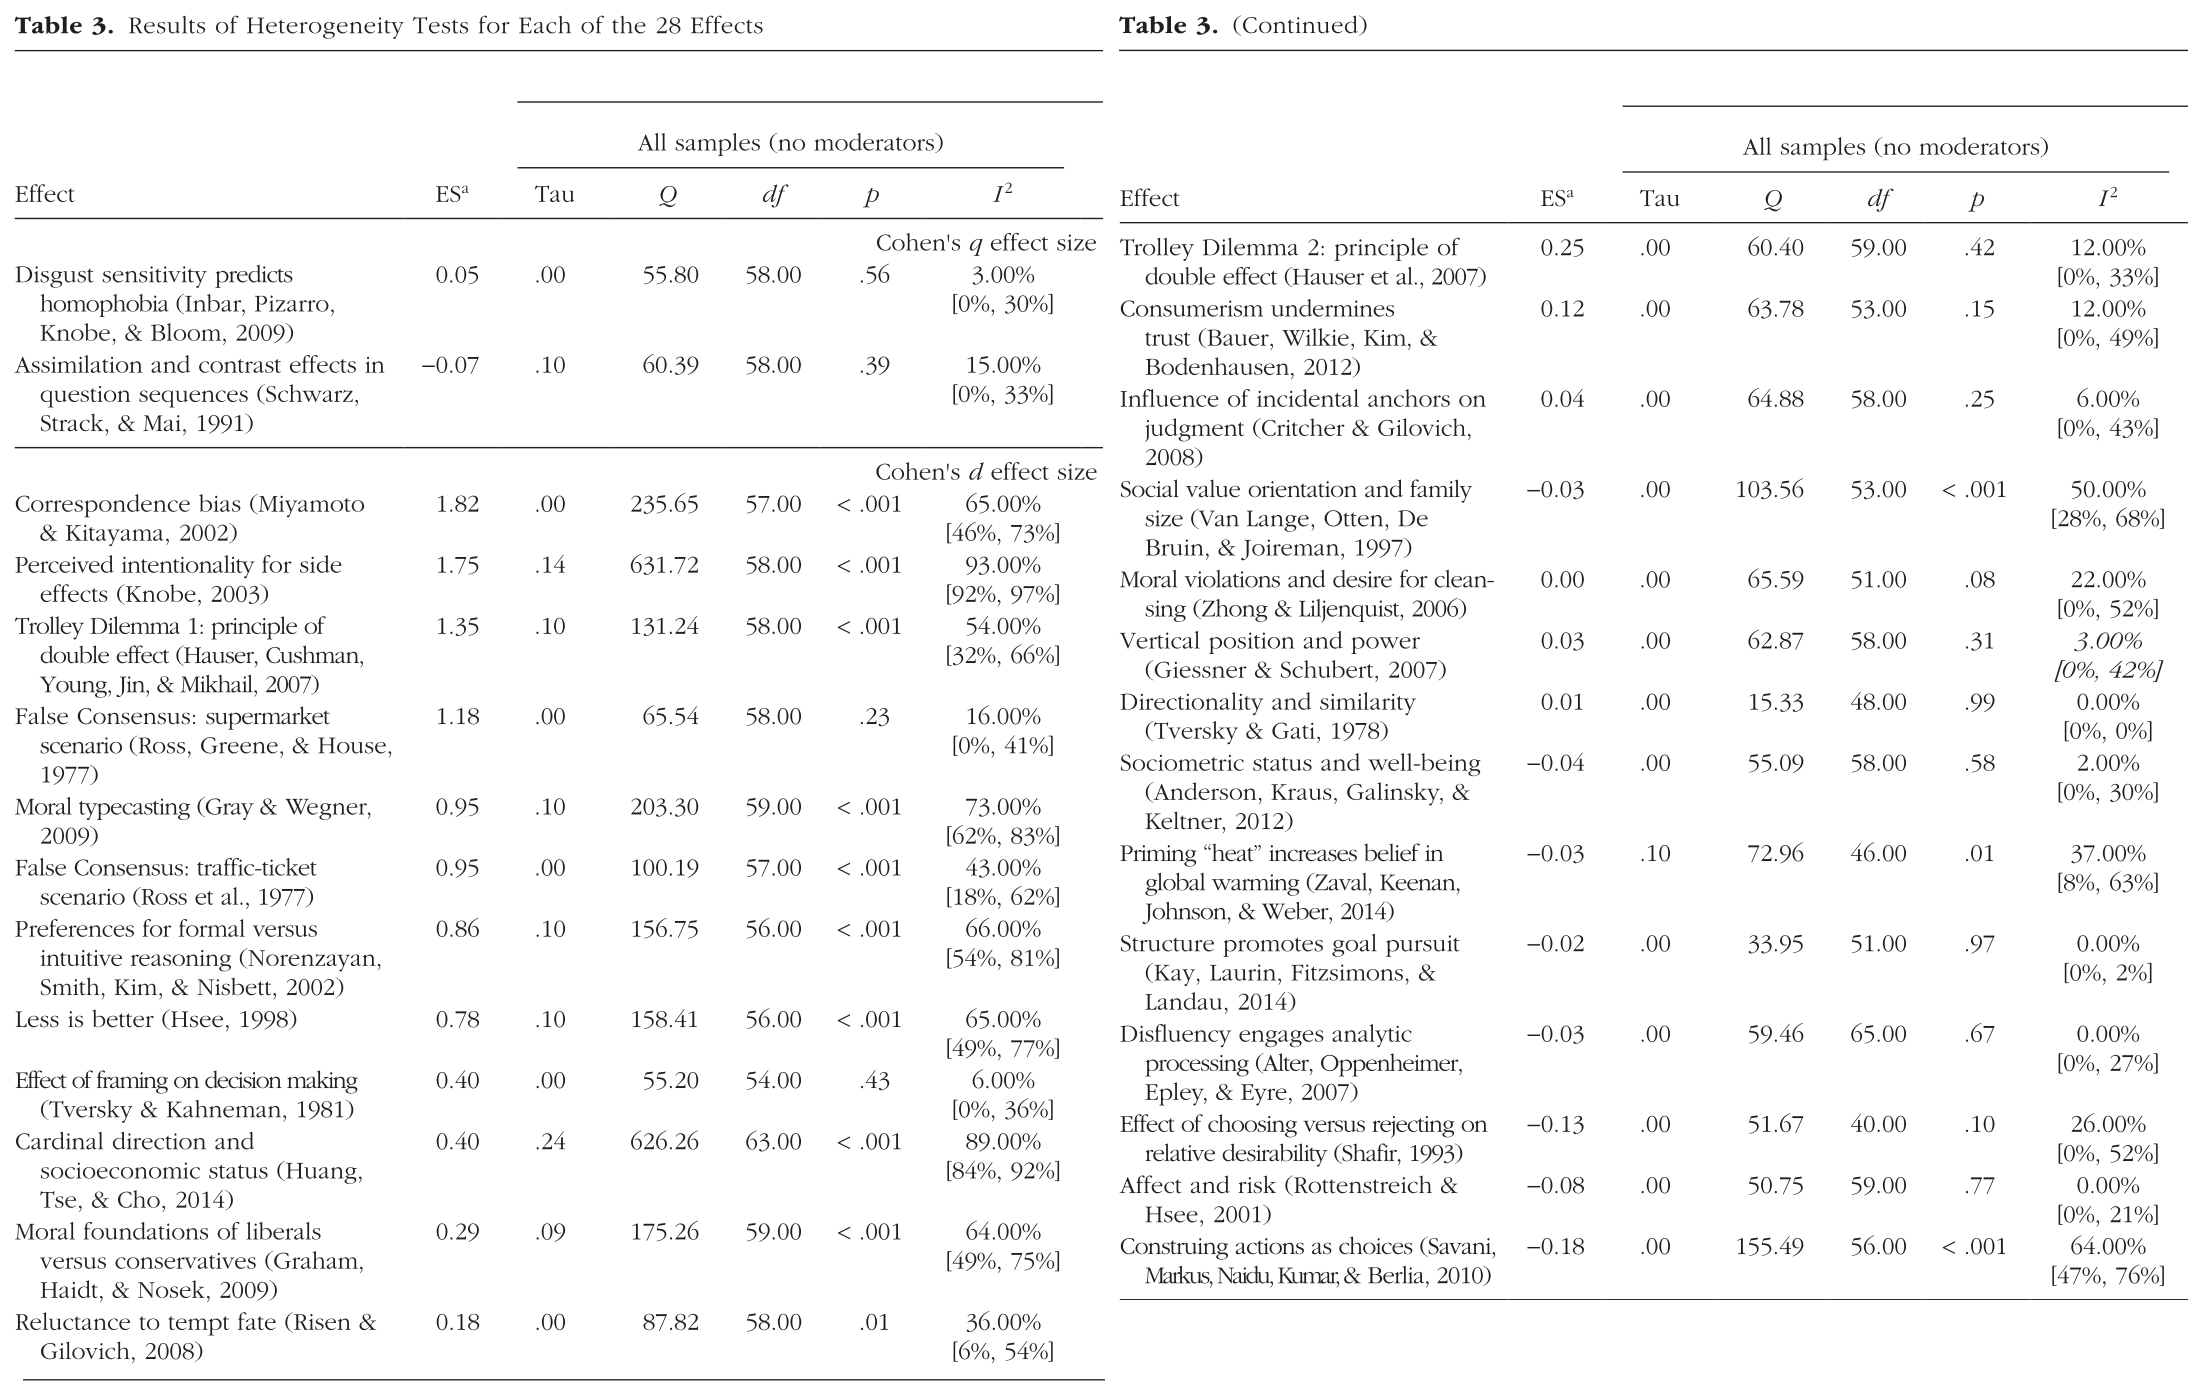 Table 3. Results of Heterogeneity Tests for Each of the 28 Effects
All samples (no moderators)
Effect ESa Tau Q df p I2
Cohen's q effect size
Disgust sensitivity predicts 0.05 .00 55.80 58.00 .56 3.00%
homophobia (Inbar, Pizarro, [0%, 30%]
Knobe, & Bloom, 2009)
Assimilation and contrast effects in −0.07 .10 60.39 58.00 .39 15.00%
question sequences (Schwarz, [0%, 33%]
Strack, & Mai, 1991)
Cohen's d effect size
Correspondence bias (Miyamoto 1.82 .00 235.65 57.00 < .001 65.00%
& Kitayama, 2002) [46%, 73%]
Perceived intentionality for side 1.75 .14 631.72 58.00 < .001 93.00%
effects (Knobe, 2003) [92%, 97%]
Trolley Dilemma 1: principle of 1.35 .10 131.24 58.00 < .001 54.00%
double effect (Hauser, Cushman, [32%, 66%]
Young, Jin, & Mikhail, 2007)
False Consensus: supermarket 1.18 .00 65.54 58.00 .23 16.00%
scenario (Ross, Greene, & House, [0%, 41%]
1977)
Moral typecasting (Gray & Wegner, 0.95 .10 203.30 59.00 < .001 73.00%
2009) [62%, 83%]
False Consensus: traffic-ticket 0.95 .00 100.19 57.00 < .001 43.00%
scenario (Ross et al., 1977) [18%, 62%]
Preferences for formal versus 0.86 .10 156.75 56.00 < .001 66.00%
intuitive reasoning (Norenzayan, [54%, 81%]
Smith, Kim, & Nisbett, 2002)
Less is better (Hsee, 1998) 0.78 .10 158.41 56.00 < .001 65.00%
[49%, 77%]
Effect of framing on decision making 0.40 .00 55.20 54.00 .43 6.00%
(Tversky & Kahneman, 1981) [0%, 36%]
Cardinal direction and 0.40 .24 626.26 63.00 < .001 89.00%
socioeconomic status (Huang, [84%, 92%]
Tse, & Cho, 2014)
Moral foundations of liberals 0.29 .09 175.26 59.00 < .001 64.00%
versus conservatives (Graham, [49%, 75%]
Haidt, & Nosek, 2009)
Reluctance to tempt fate (Risen & 0.18 .00 87.82 58.00 .01 36.00%
Gilovich, 2008) [6%, 54%]
Table 3. (Continued)
All samples (no moderators)
Effect ESa Tau Q df p I2
Trolley Dilemma 2: principle of 0.25 .00 60.40 59.00 .42 12.00%
double effect (Hauser et al., 2007) [0%, 33%]
Consumerism undermines 0.12 .00 63.78 53.00 .15 12.00%
trust (Bauer, Wilkie, Kim, & [0%, 49%]
Bodenhausen, 2012)
Influence of incidental anchors on 0.04 .00 64.88 58.00 .25 6.00%
judgment (Critcher & Gilovich, [0%, 43%]
2008)
Social value orientation and family −0.03 .00 103.56 53.00 < .001 50.00%
size (Van Lange, Otten, De [28%, 68%]
Bruin, & Joireman, 1997)
Moral violations and desire for clean- 0.00 .00 65.59 51.00 .08 22.00%
sing (Zhong & Liljenquist, 2006) [0%, 52%]
Vertical position and power 0.03 .00 62.87 58.00 .31 3.00%
(Giessner & Schubert, 2007) [0%, 42%]
Directionality and similarity 0.01 .00 15.33 48.00 .99 0.00%
(Tversky & Gati, 1978) [0%, 0%]
Sociometric status and well-being −0.04 .00 55.09 58.00 .58 2.00%
(Anderson, Kraus, Galinsky, & [0%, 30%]
Keltner, 2012)
Priming “heat” increases belief in −0.03 .10 72.96 46.00 .01 37.00%
global warming (Zaval, Keenan, [8%, 63%]
Johnson, & Weber, 2014)
Structure promotes goal pursuit −0.02 .00 33.95 51.00 .97 0.00%
(Kay, Laurin, Fitzsimons, & [0%, 2%]
Landau, 2014)
Disfluency engages analytic −0.03 .00 59.46 65.00 .67 0.00%
processing (Alter, Oppenheimer, [0%, 27%]
Epley, & Eyre, 2007)
Effect of choosing versus rejecting on −0.13 .00 51.67 40.00 .10 26.00%
relative desirability (Shafir, 1993) [0%, 52%]
Affect and risk (Rottenstreich & −0.08 .00 50.75 59.00 .77 0.00%
Hsee, 2001) [0%, 21%]
Construing actions as choices (Savani, −0.18 .00 155.49 56.00 < .001 64.00%
Markus, Naidu, Kumar, & Berlia, 2010) [47%, 76%]